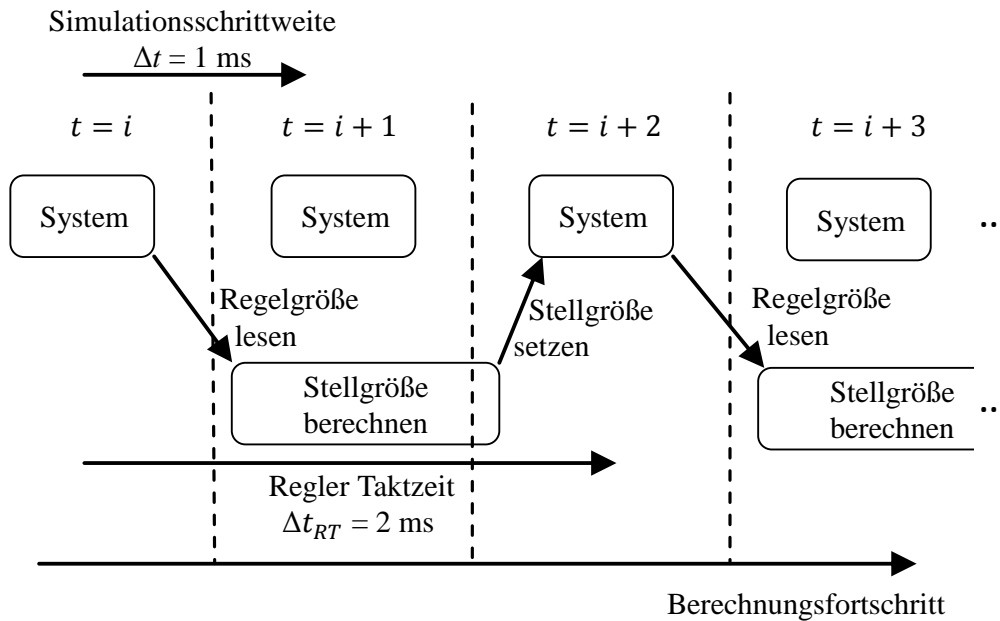 Simulationsschrittweite
Δt = 1 ms
t = i
t = i + 1
t = i + 2
t = i + 3
System
System
System
System
..
Regelgröße
lesen
Stellgröße
setzen
Regelgröße
lesen
Stellgröße
berechnen
Stellgröße
berechnen
..
Regler Taktzeit
Δt_RT = 2 ms
Berechnungsfortschritt